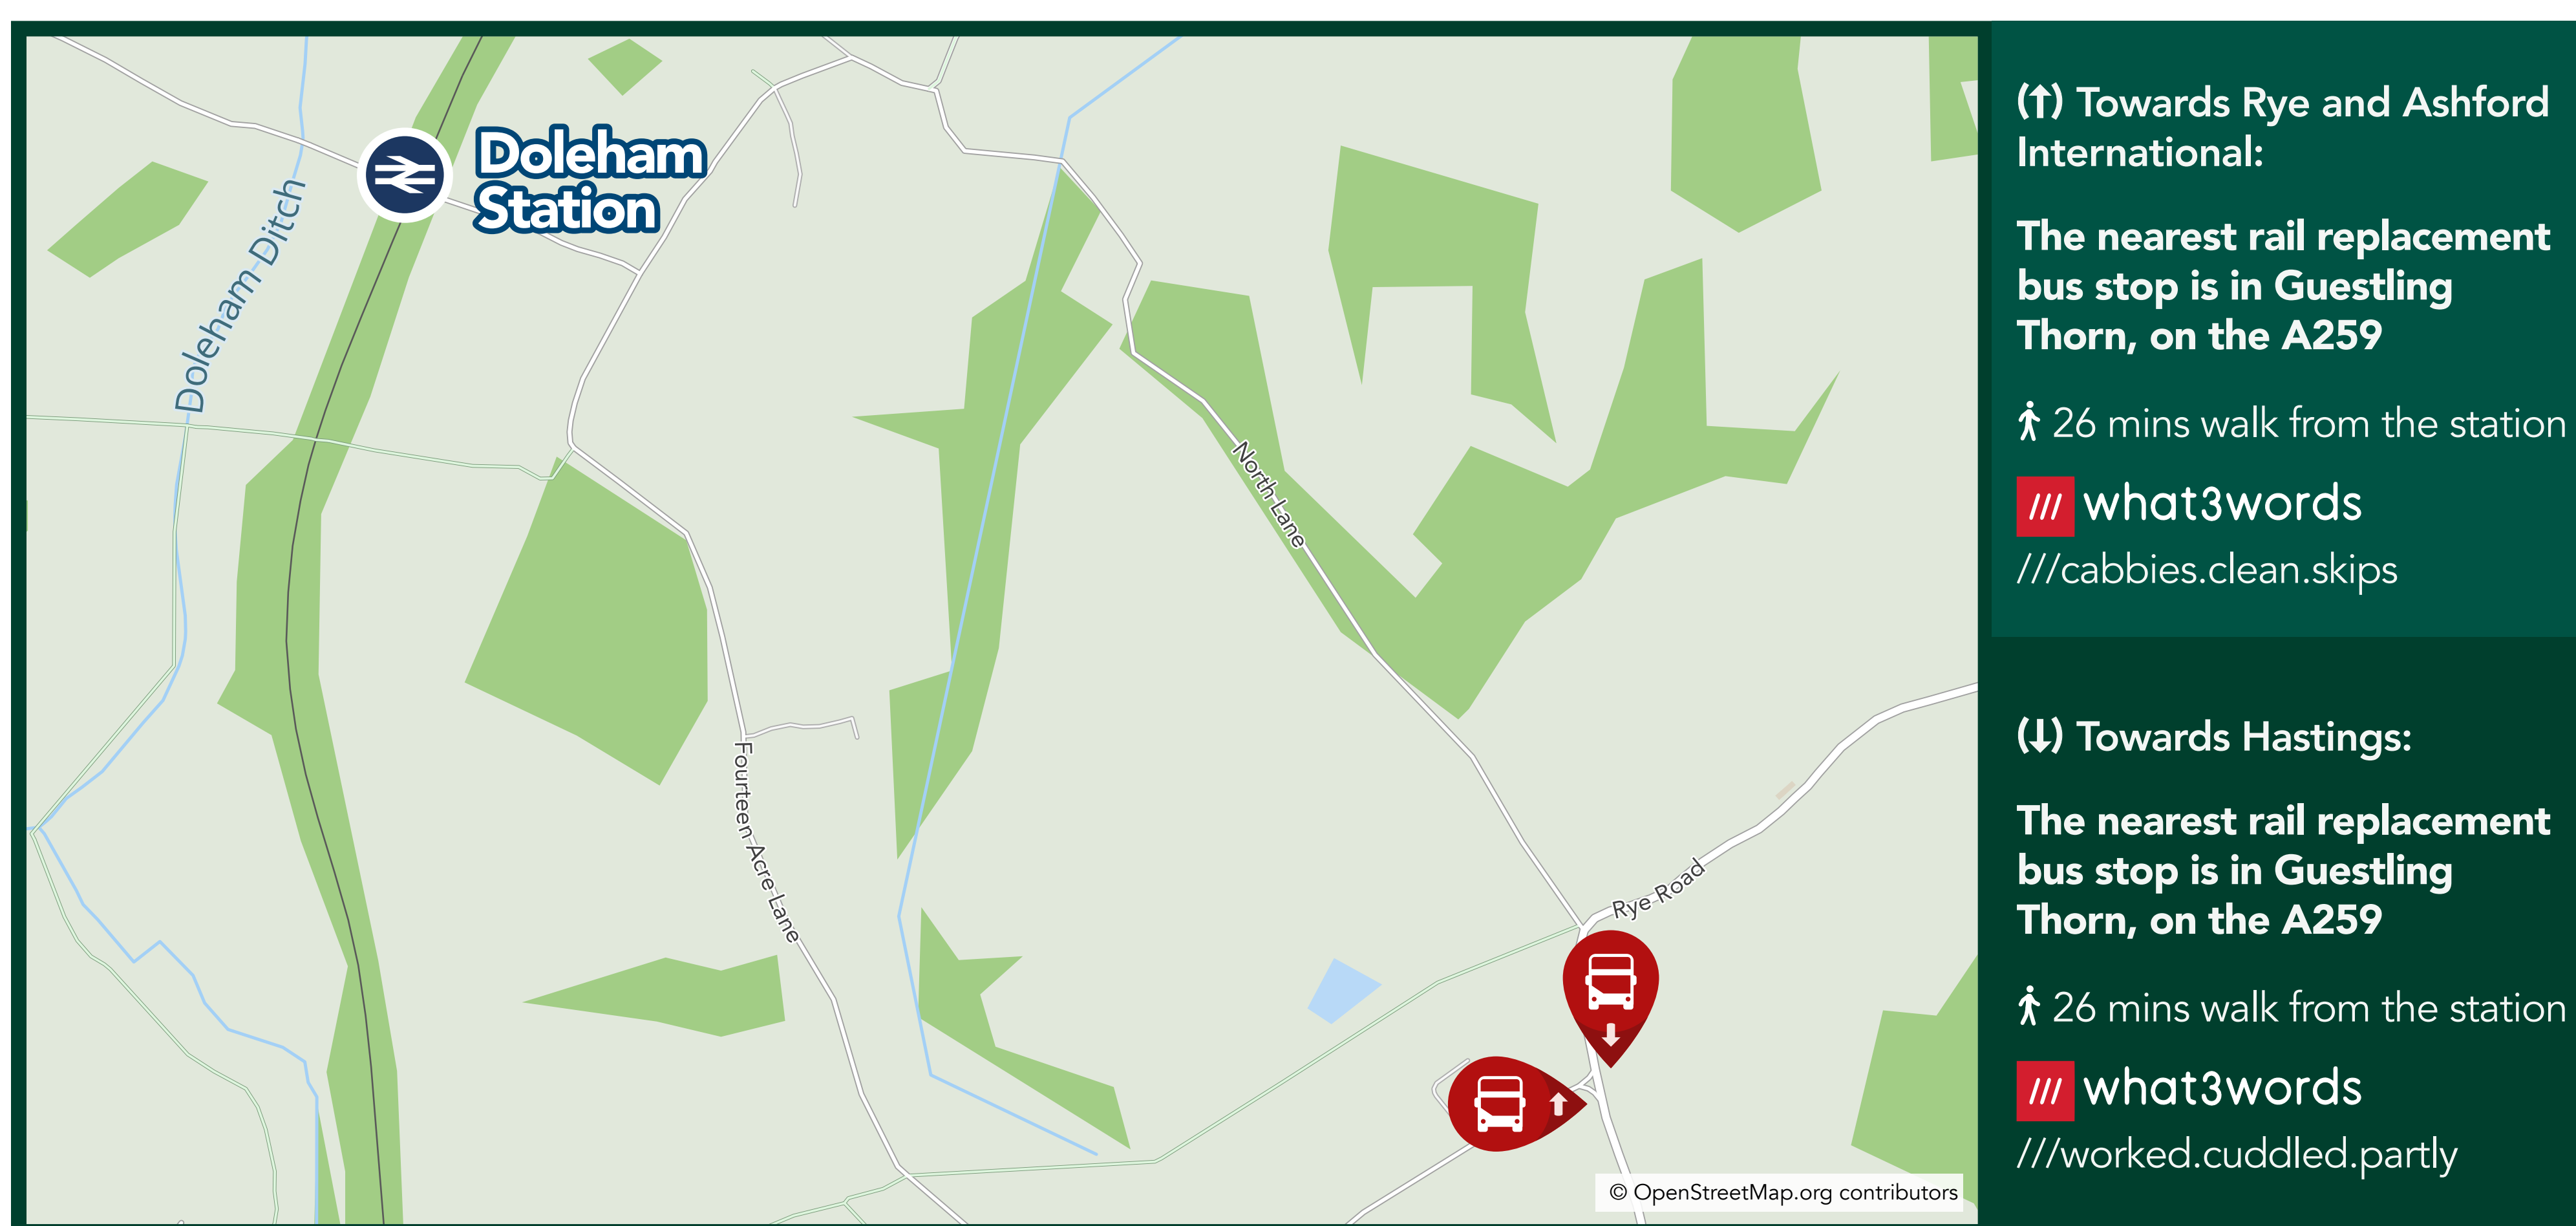 Doleham
Station
Doleham Ditch
North Lane
Fourteen Acre Lane
Rye Road
© OpenStreetMap.org contributors
(↑) Towards Rye and Ashford
International:
The nearest rail replacement
bus stop is in Guestling
Thorn, on the A259
26 mins walk from the station
/// what3words
///cabbies.clean.skips
(↓) Towards Hastings:
The nearest rail replacement
bus stop is in Guestling
Thorn, on the A259
26 mins walk from the station
/// what3words
///worked.cuddled.partly